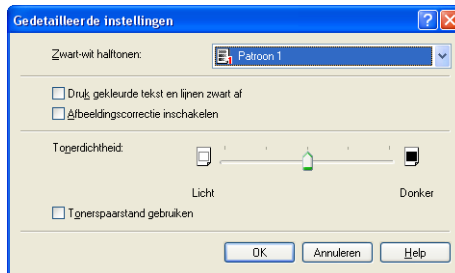 Gedetailleerde instellingen
Zwart-wit halftonen:
Patroon 1
Druk gekleurde tekst en lijnen zwart af
Afbeeldingscorrectie inschakelen
Tonerdichtheid:
Licht
Donker
Tonerspaarstand gebruiken
OK
Annuleren
Help